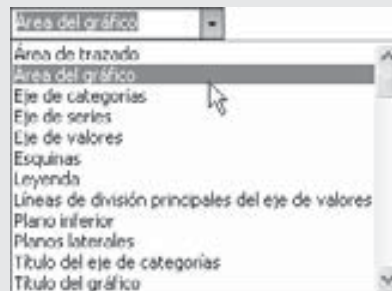 Área del gráfico
Área de trazado
Área del gráfico
Eje de categorías
Eje de series
Eje de valores
Esquinas
Leyenda
Líneas de división principales del eje de valores
Plano inferior
Planos laterales
Título del eje de categorías
Título del gráfico